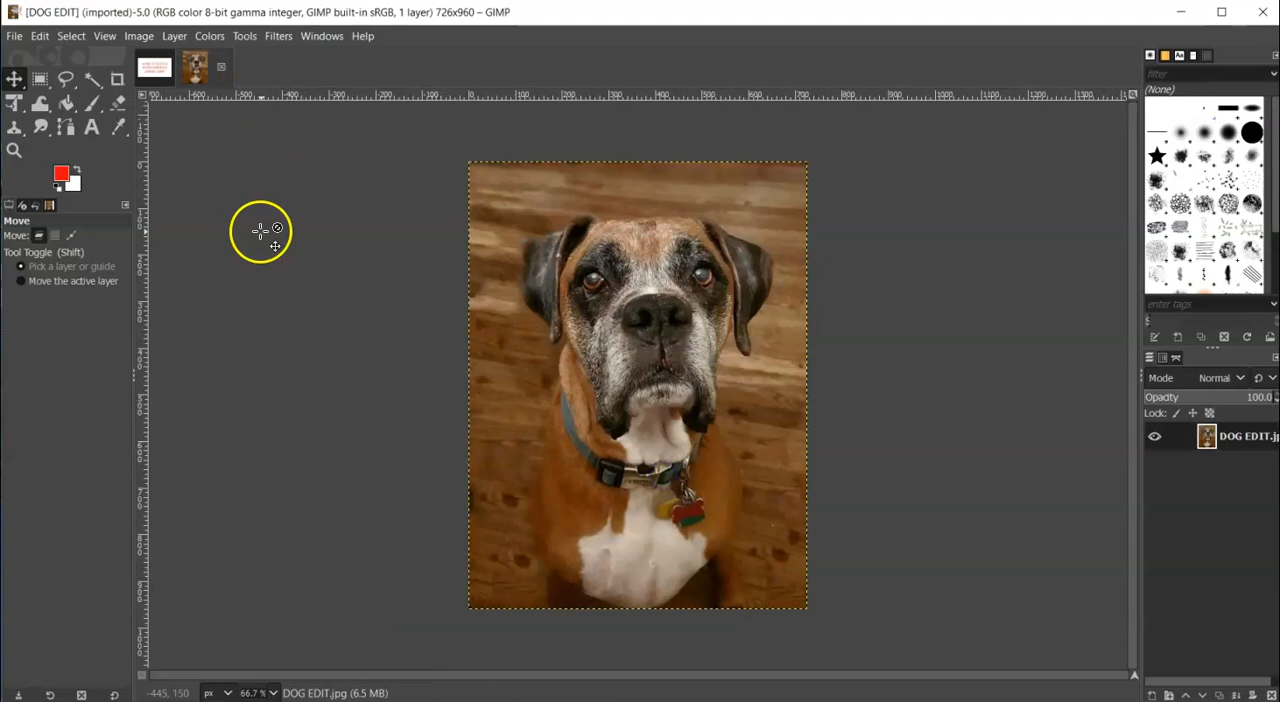 [DOG EDIT] (imported)-5.0 (RGB color 8-bit gamma integer, GIMP built-in sRGB, 1 layer) 726x960 – GIMP
File Edit Select View Image Layer Colors Tools Filters Windows Help
filter
(None)
Move
Move:
Tool Toggle (Shift)
Pick a layer or guide
Move the active layer
enter tags
Mode Normal
Opacity 100.0
Lock:
DOG EDIT.j
-445, 150 px 66.7 % DOG EDIT.jpg (6.5 MB)